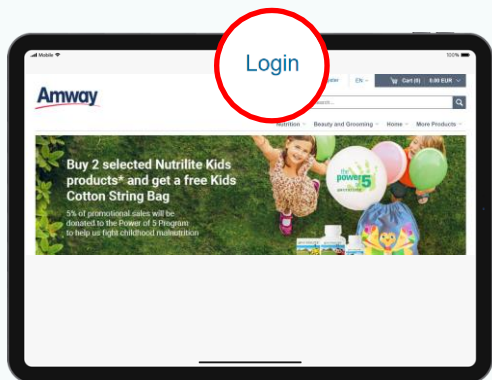 Mobile
100%
Login
EN
Cart (0) 0.00 EUR
Amway
Search...
Nutrition Beauty and Grooming Home More Products
Buy 2 selected Nutrilite Kids
products* and get a free Kids
Cotton String Bag
5% of promotional sales will be
donated to the Power of 5 Program
to help us fight childhood malnutrition
the
power
5